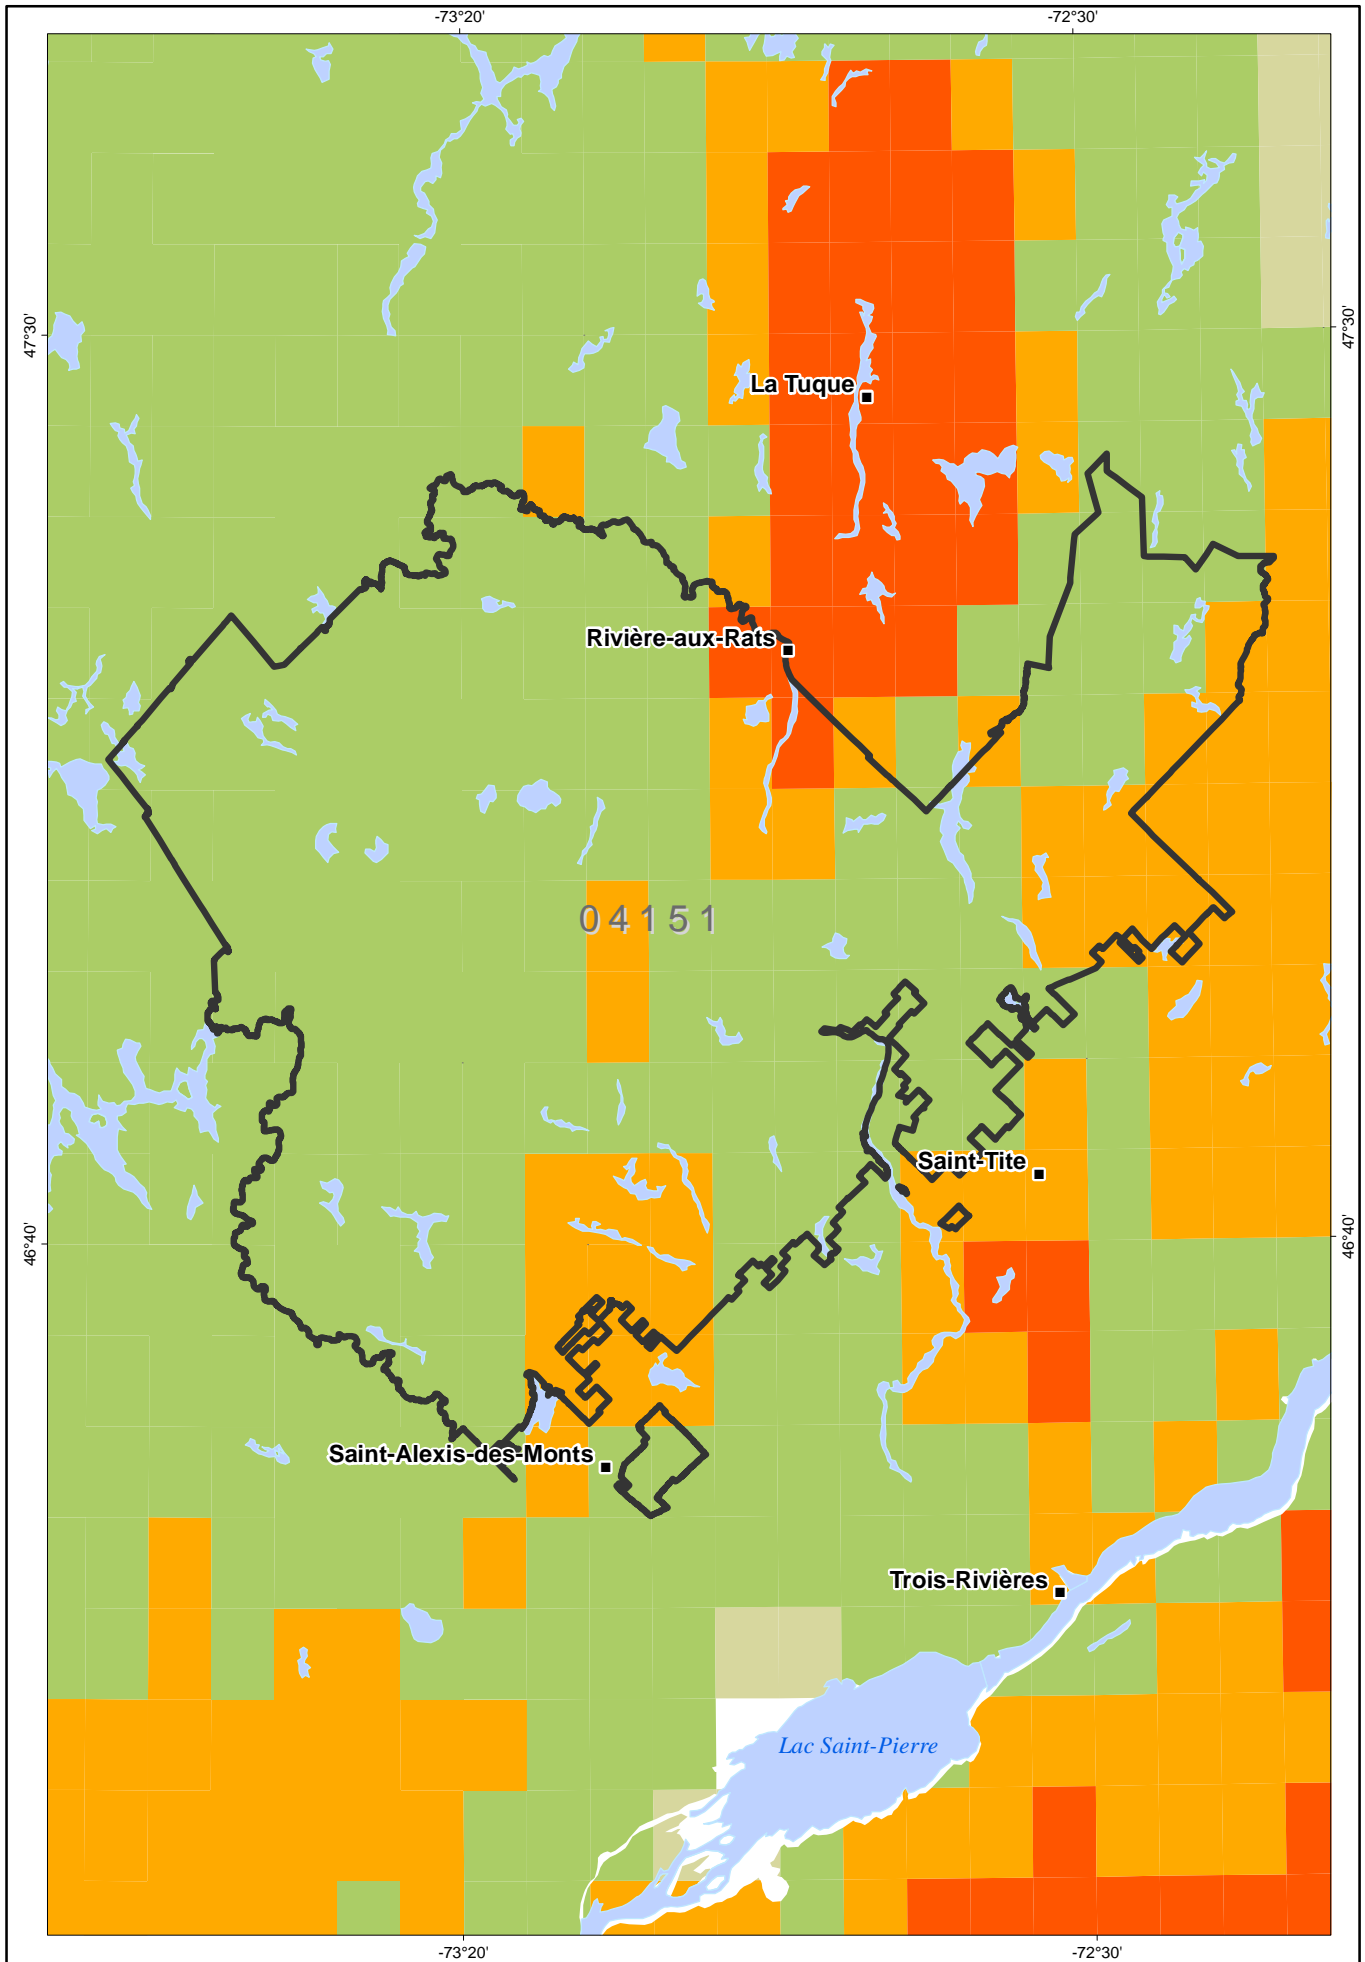 -73°20'
-72°30'
47°30'
47°30'
La Tuque
Rivière-aux-Rats
04151
Saint-Tite
46°40'
46°40'
Saint-Alexis-des-Monts
Trois-Rivières
Lac Saint-Pierre
-73°20'
-72°30'